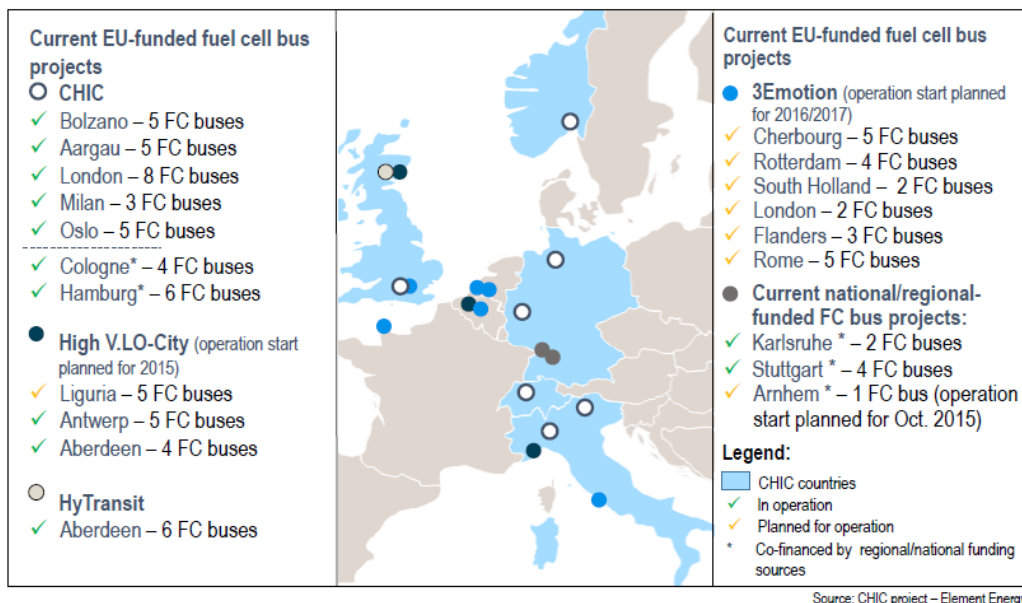 Current EU-funded fuel cell bus
projects
CHIC
✓ Bolzano – 5 FC buses
✓ Aargau – 5 FC buses
✓ London – 8 FC buses
✓ Milan – 3 FC buses
✓ Oslo – 5 FC buses
✓ Cologne* – 4 FC buses
✓ Hamburg* – 6 FC buses
High V.LO-City (operation start
planned for 2015)
✓ Liguria – 5 FC buses
✓ Antwerp – 5 FC buses
✓ Aberdeen – 4 FC buses
HyTransit
✓ Aberdeen – 6 FC buses
Current EU-funded fuel cell bus
projects
3Emotion (operation start planned
for 2016/2017)
✓ Cherbourg – 5 FC buses
✓ Rotterdam – 4 FC buses
✓ South Holland – 2 FC buses
✓ London – 2 FC buses
✓ Flanders – 3 FC buses
✓ Rome – 5 FC buses
Current national/regional-
funded FC bus projects:
✓ Karlsruhe * – 2 FC buses
✓ Stuttgart * – 4 FC buses
✓ Arnhem * – 1 FC bus (operation
start planned for Oct. 2015)
Legend:
CHIC countries
✓ In operation
✓ Planned for operation
* Co-financed by regional/national funding
sources
Source: CHIC project – Element Energy